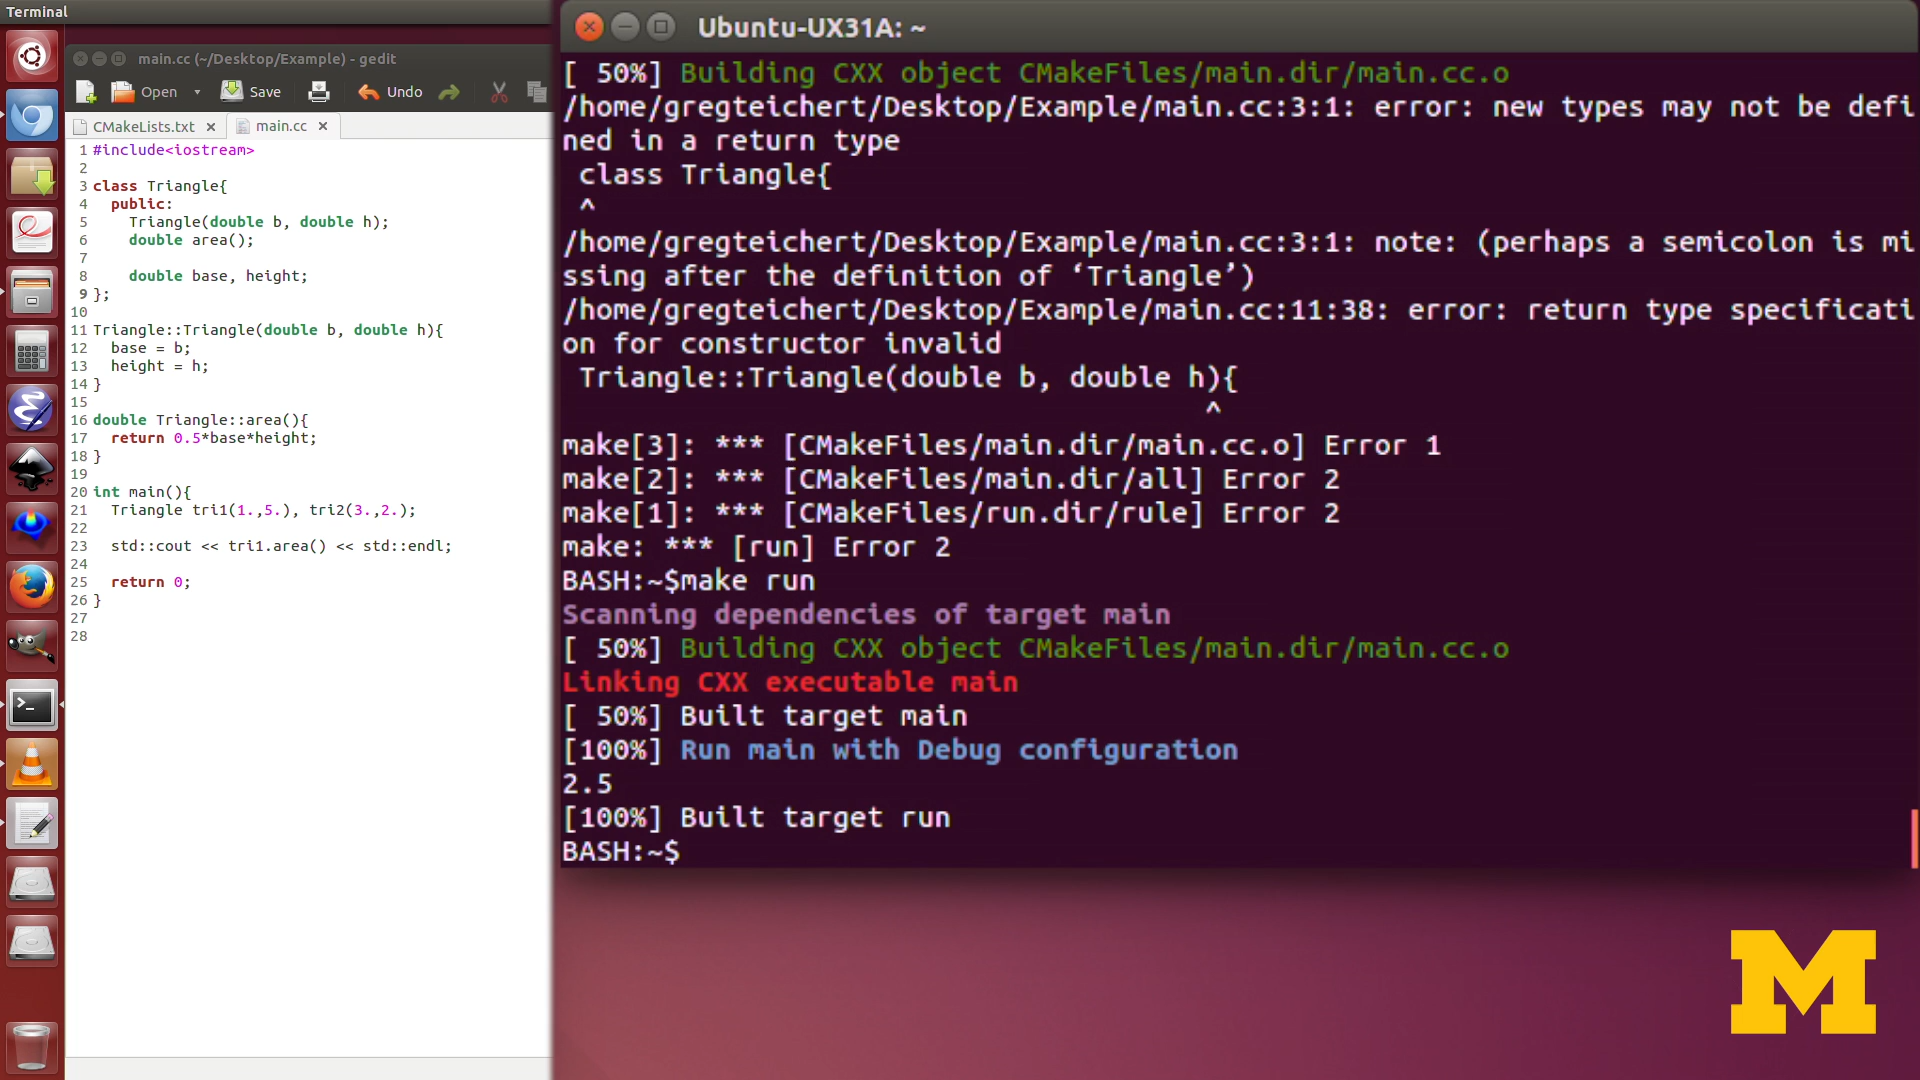 Terminal
main.cc (~/Desktop/Example) - gedit
Open Save Undo
CMakeLists.txt main.cc
1 #include<iostream>
2
3 class Triangle{
4 public:
5 Triangle(double b, double h);
6 double area();
7
8 double base, height;
9 };
10
11 Triangle::Triangle(double b, double h){
12 base = b;
13 height = h;
14 }
15
16 double Triangle::area(){
17 return 0.5*base*height;
18 }
19
20 int main(){
21 Triangle tri1(1.,5.), tri2(3.,2.);
22
23 std::cout << tri1.area() << std::endl;
24
25 return 0;
26 }
27
28
Ubuntu-UX31A: ~
[ 50%] Building CXX object CMakeFiles/main.dir/main.cc.o
/home/gregteichert/Desktop/Example/main.cc:3:1: error: new types may not be defi
ned in a return type
class Triangle{
^
/home/gregteichert/Desktop/Example/main.cc:3:1: note: (perhaps a semicolon is mi
ssing after the definition of ‘Triangle’)
/home/gregteichert/Desktop/Example/main.cc:11:38: error: return type specificati
on for constructor invalid
Triangle::Triangle(double b, double h){
^
make[3]: *** [CMakeFiles/main.dir/main.cc.o] Error 1
make[2]: *** [CMakeFiles/main.dir/all] Error 2
make[1]: *** [CMakeFiles/run.dir/rule] Error 2
make: *** [run] Error 2
BASH:~$make run
Scanning dependencies of target main
[ 50%] Building CXX object CMakeFiles/main.dir/main.cc.o
Linking CXX executable main
[ 50%] Built target main
[100%] Run main with Debug configuration
2.5
[100%] Built target run
BASH:~$
M